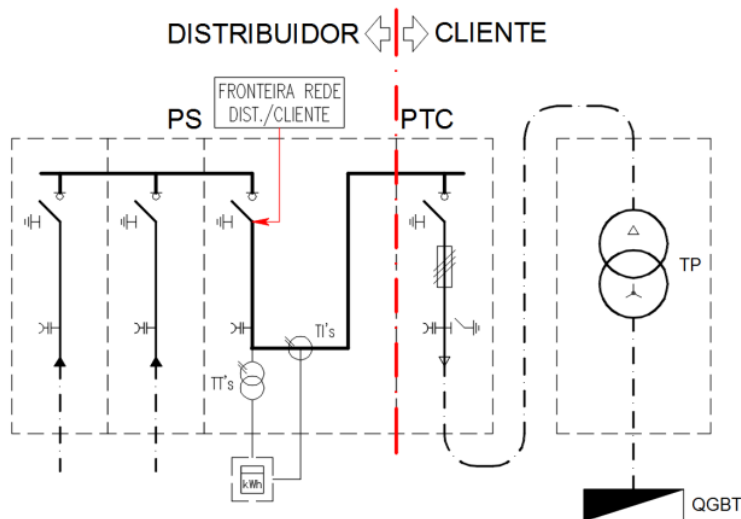 DISTRIBUIDOR
CLIENTE
FRONTEIRA REDE
DIST./CLIENTE
PS
PTC
TP
TI's
TT's
kWh
QGBT